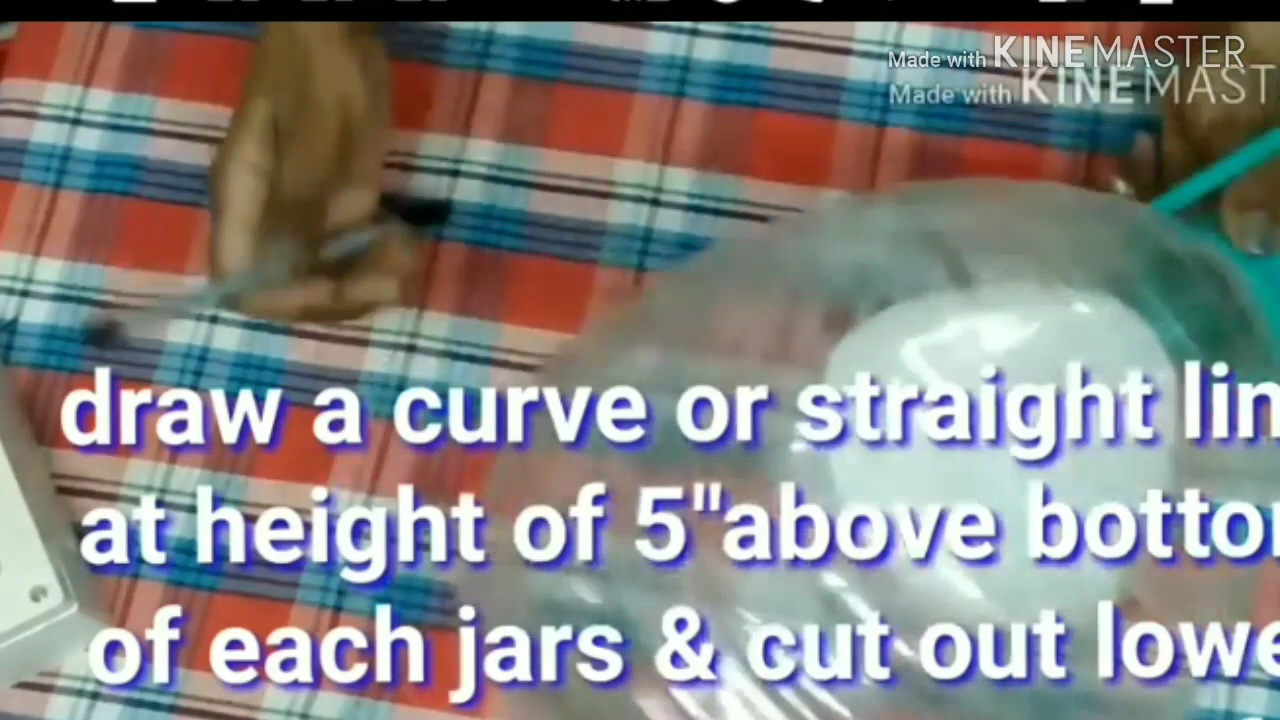 Made with KINEMASTER
Made with KINEMAST
draw a curve or straight lin
at height of 5"above botto
of each jars & cut out lowe